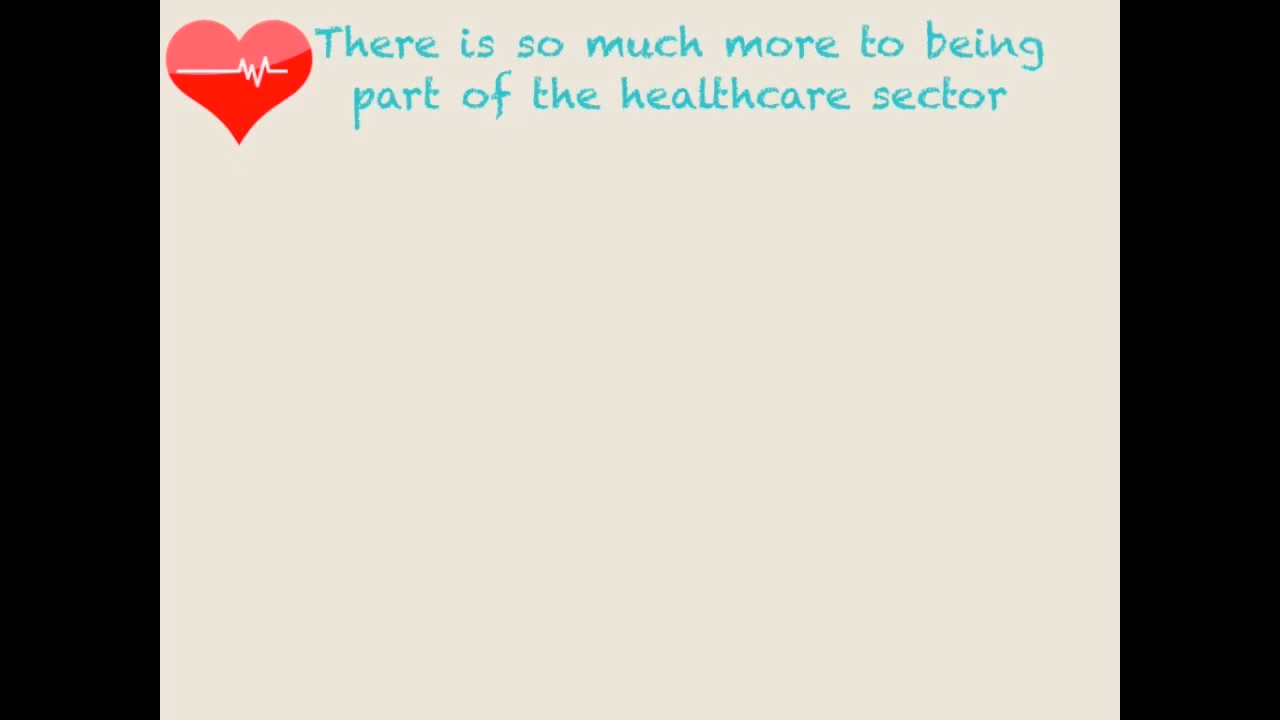 There is so much more to being
part of the healthcare sector